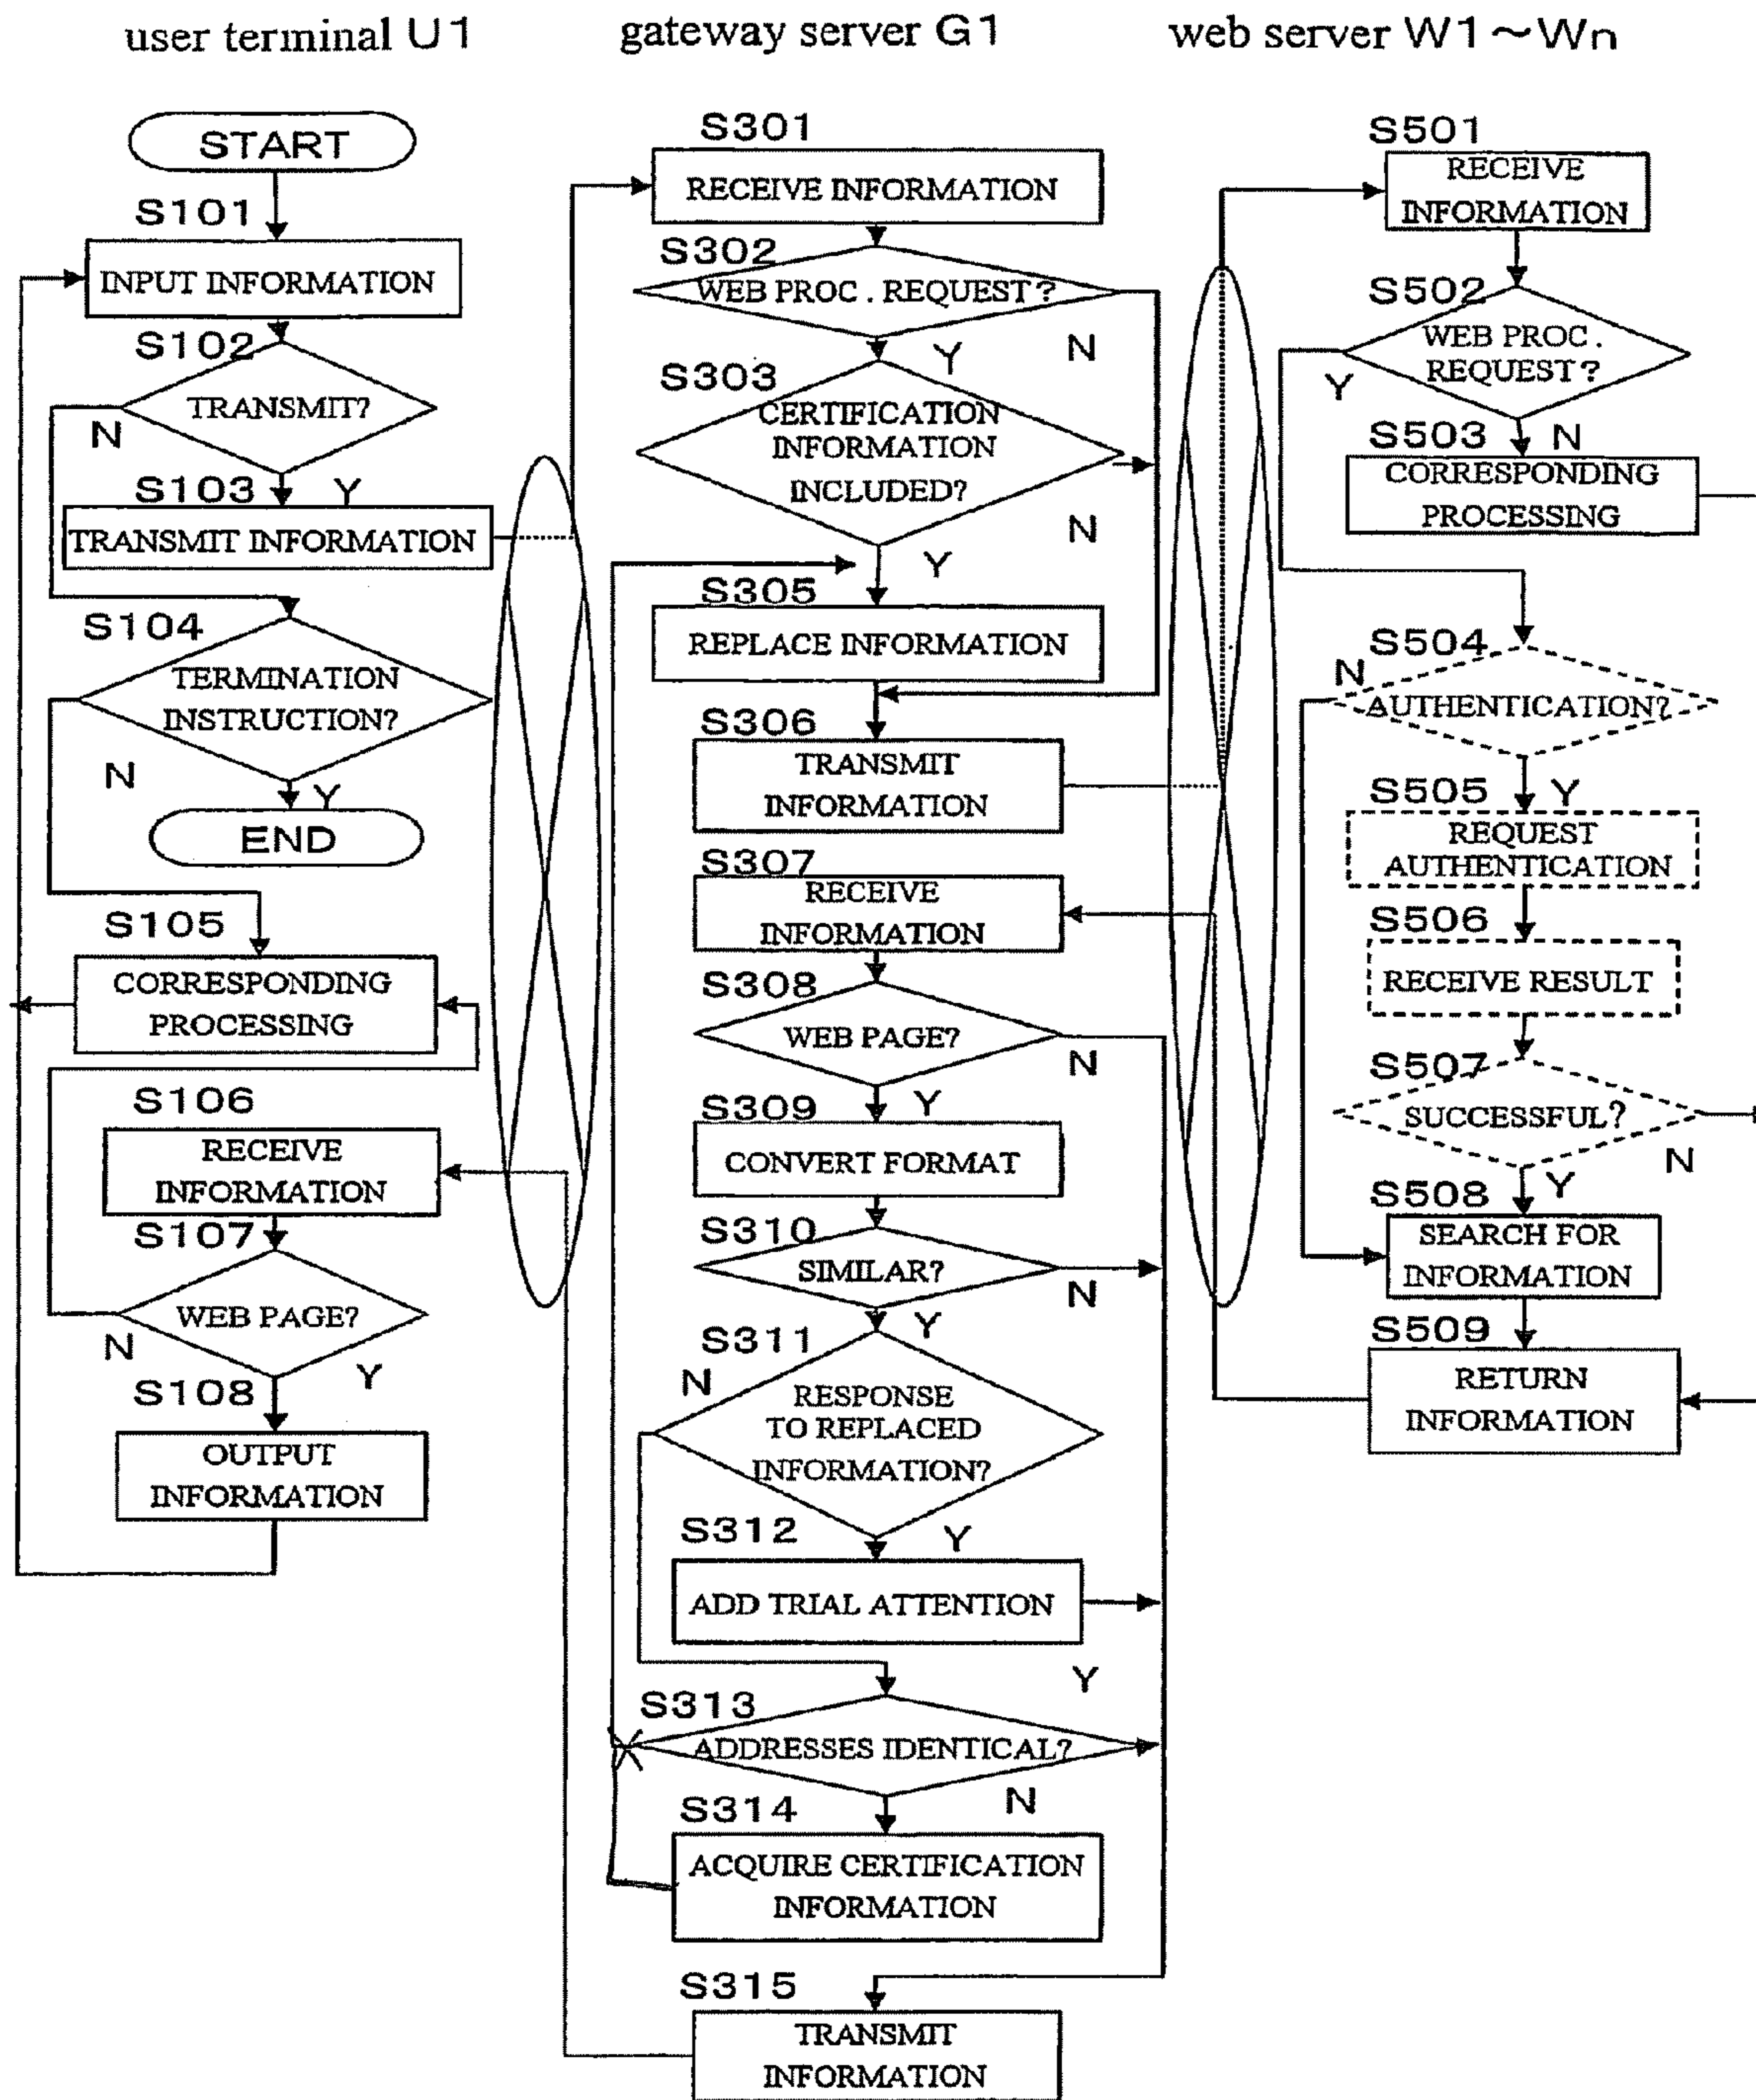 user terminal U1
gateway server G1
web server W1~Wn
START
S101
INPUT INFORMATION
S102
TRANSMIT?
N
Y
S103
TRANSMIT INFORMATION
S104
TERMINATION
INSTRUCTION?
N
Y
END
S105
CORRESPONDING
PROCESSING
S106
RECEIVE
INFORMATION
S107
WEB PAGE?
N
Y
S108
OUTPUT
INFORMATION
S301
RECEIVE INFORMATION
S302
WEB PROC. REQUEST?
Y
N
S303
CERTIFICATION
INFORMATION
INCLUDED?
N
Y
S305
REPLACE INFORMATION
S306
TRANSMIT
INFORMATION
S307
RECEIVE
INFORMATION
S308
WEB PAGE?
N
Y
S309
CONVERT FORMAT
S310
SIMILAR?
N
Y
S311
N
RESPONSE
TO REPLACED
INFORMATION?
Y
S312
ADD TRIAL ATTENTION
Y
S313
ADDRESSES IDENTICAL?
N
S314
ACQUIRE CERTIFICATION
INFORMATION
S315
TRANSMIT
INFORMATION
S501
RECEIVE
INFORMATION
S502
WEB PROC.
REQUEST?
Y
N
S503
CORRESPONDING
PROCESSING
S504
N
AUTHENTICATION?
Y
S505
REQUEST
AUTHENTICATION
S506
RECEIVE RESULT
S507
SUCCESSFUL?
N
Y
S508
SEARCH FOR
INFORMATION
S509
RETURN
INFORMATION